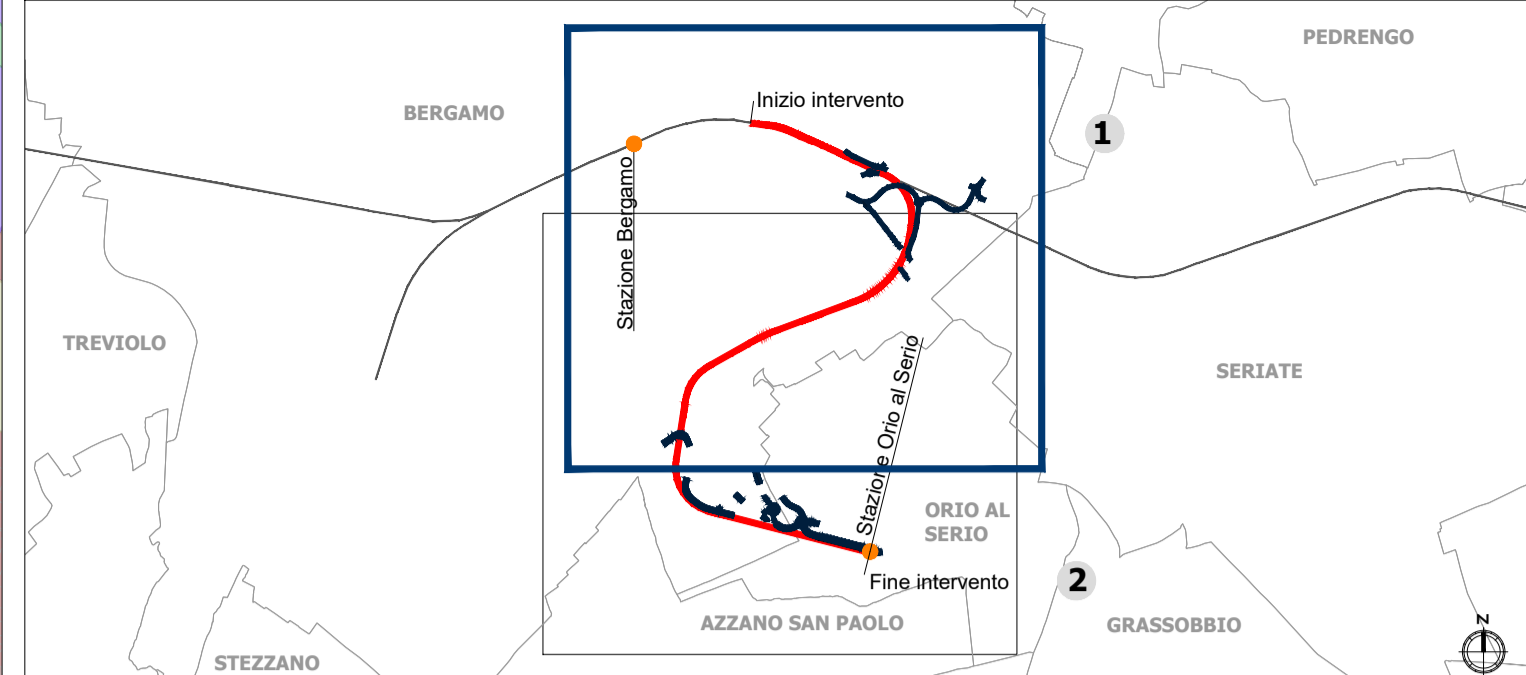 PEDRENGO
Inizio intervento
BERGAMO
1
Stazione Bergamo
TREVIOLO
SERIATE
Stazione Orio al Serio
ORIO AL
SERIO
2
Fine intervento
AZZANO SAN PAOLO
GRASSOBBIO
N
STEZZANO